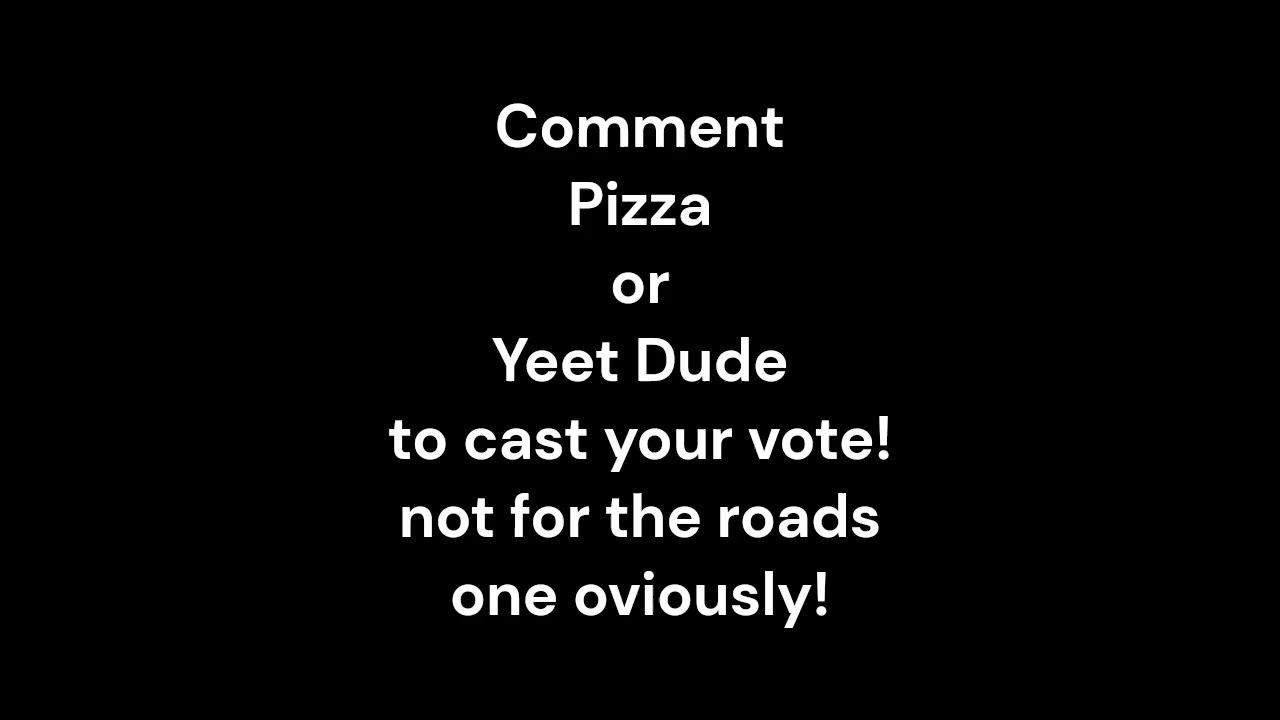 Comment
Pizza
or
Yeet Dude
to cast your vote!
not for the roads
one oviously!